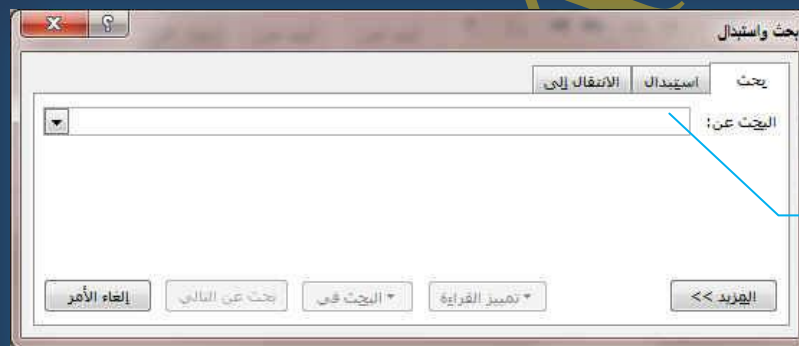 بحث واستبدال
بحث استبدال الانتقال إلى
البحث عن:
المزيد >> تمييز القراءة البحث في بحث عن التالي إلغاء الأمر